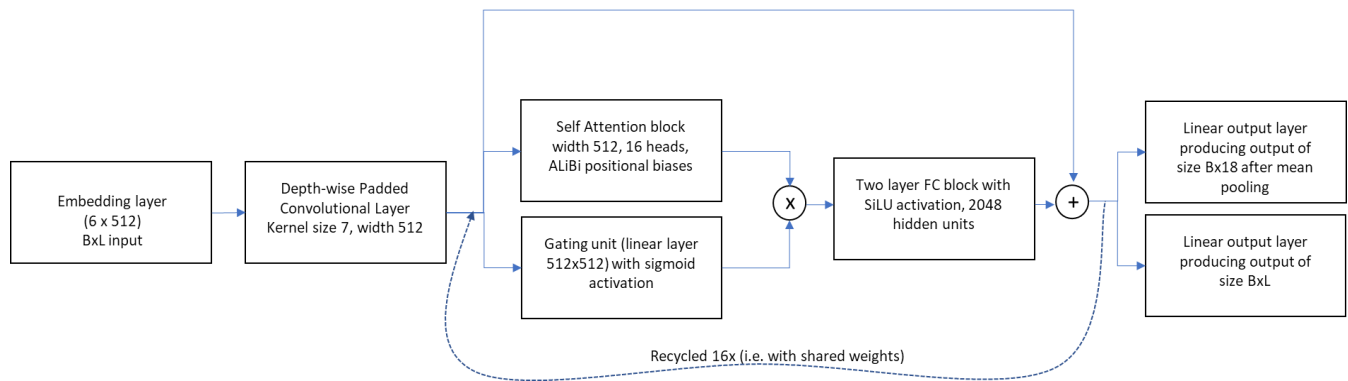 Embedding layer
(6 x 512)
BxL input
Depth-wise Padded
Convolutional Layer
Kernel size 7, width 512
Self Attention block
width 512, 16 heads,
ALiBi positional biases
Gating unit (linear layer
512x512) with sigmoid
activation
X
Two layer FC block with
SiLU activation, 2048
hidden units
+
Linear output layer
producing output of
size Bx18 after mean
pooling
Linear output layer
producing output of
size BxL
Recycled 16x (i.e. with shared weights)